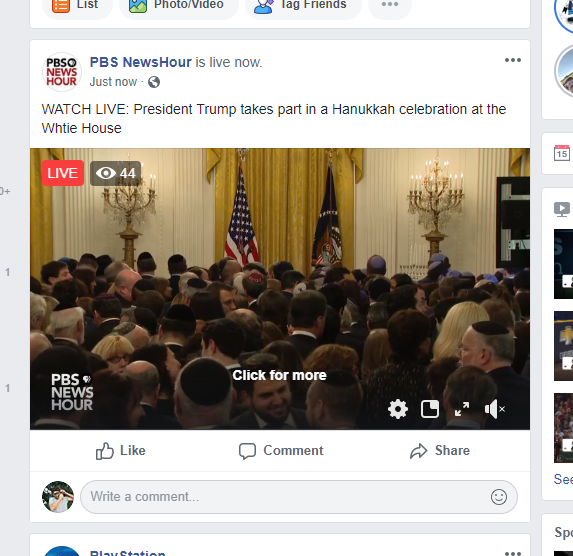 List
Photo/Video
Tag Friends
PBS
NEWS
HOUR
PBS NewsHour is live now.
Just now
WATCH LIVE: President Trump takes part in a Hanukkah celebration at the
Whtie House
LIVE
44
Click for more
PBS
NEWS
HOUR
Like
Comment
Share
Write a comment...
PlayStation
0+
1
1
15
See
Spo